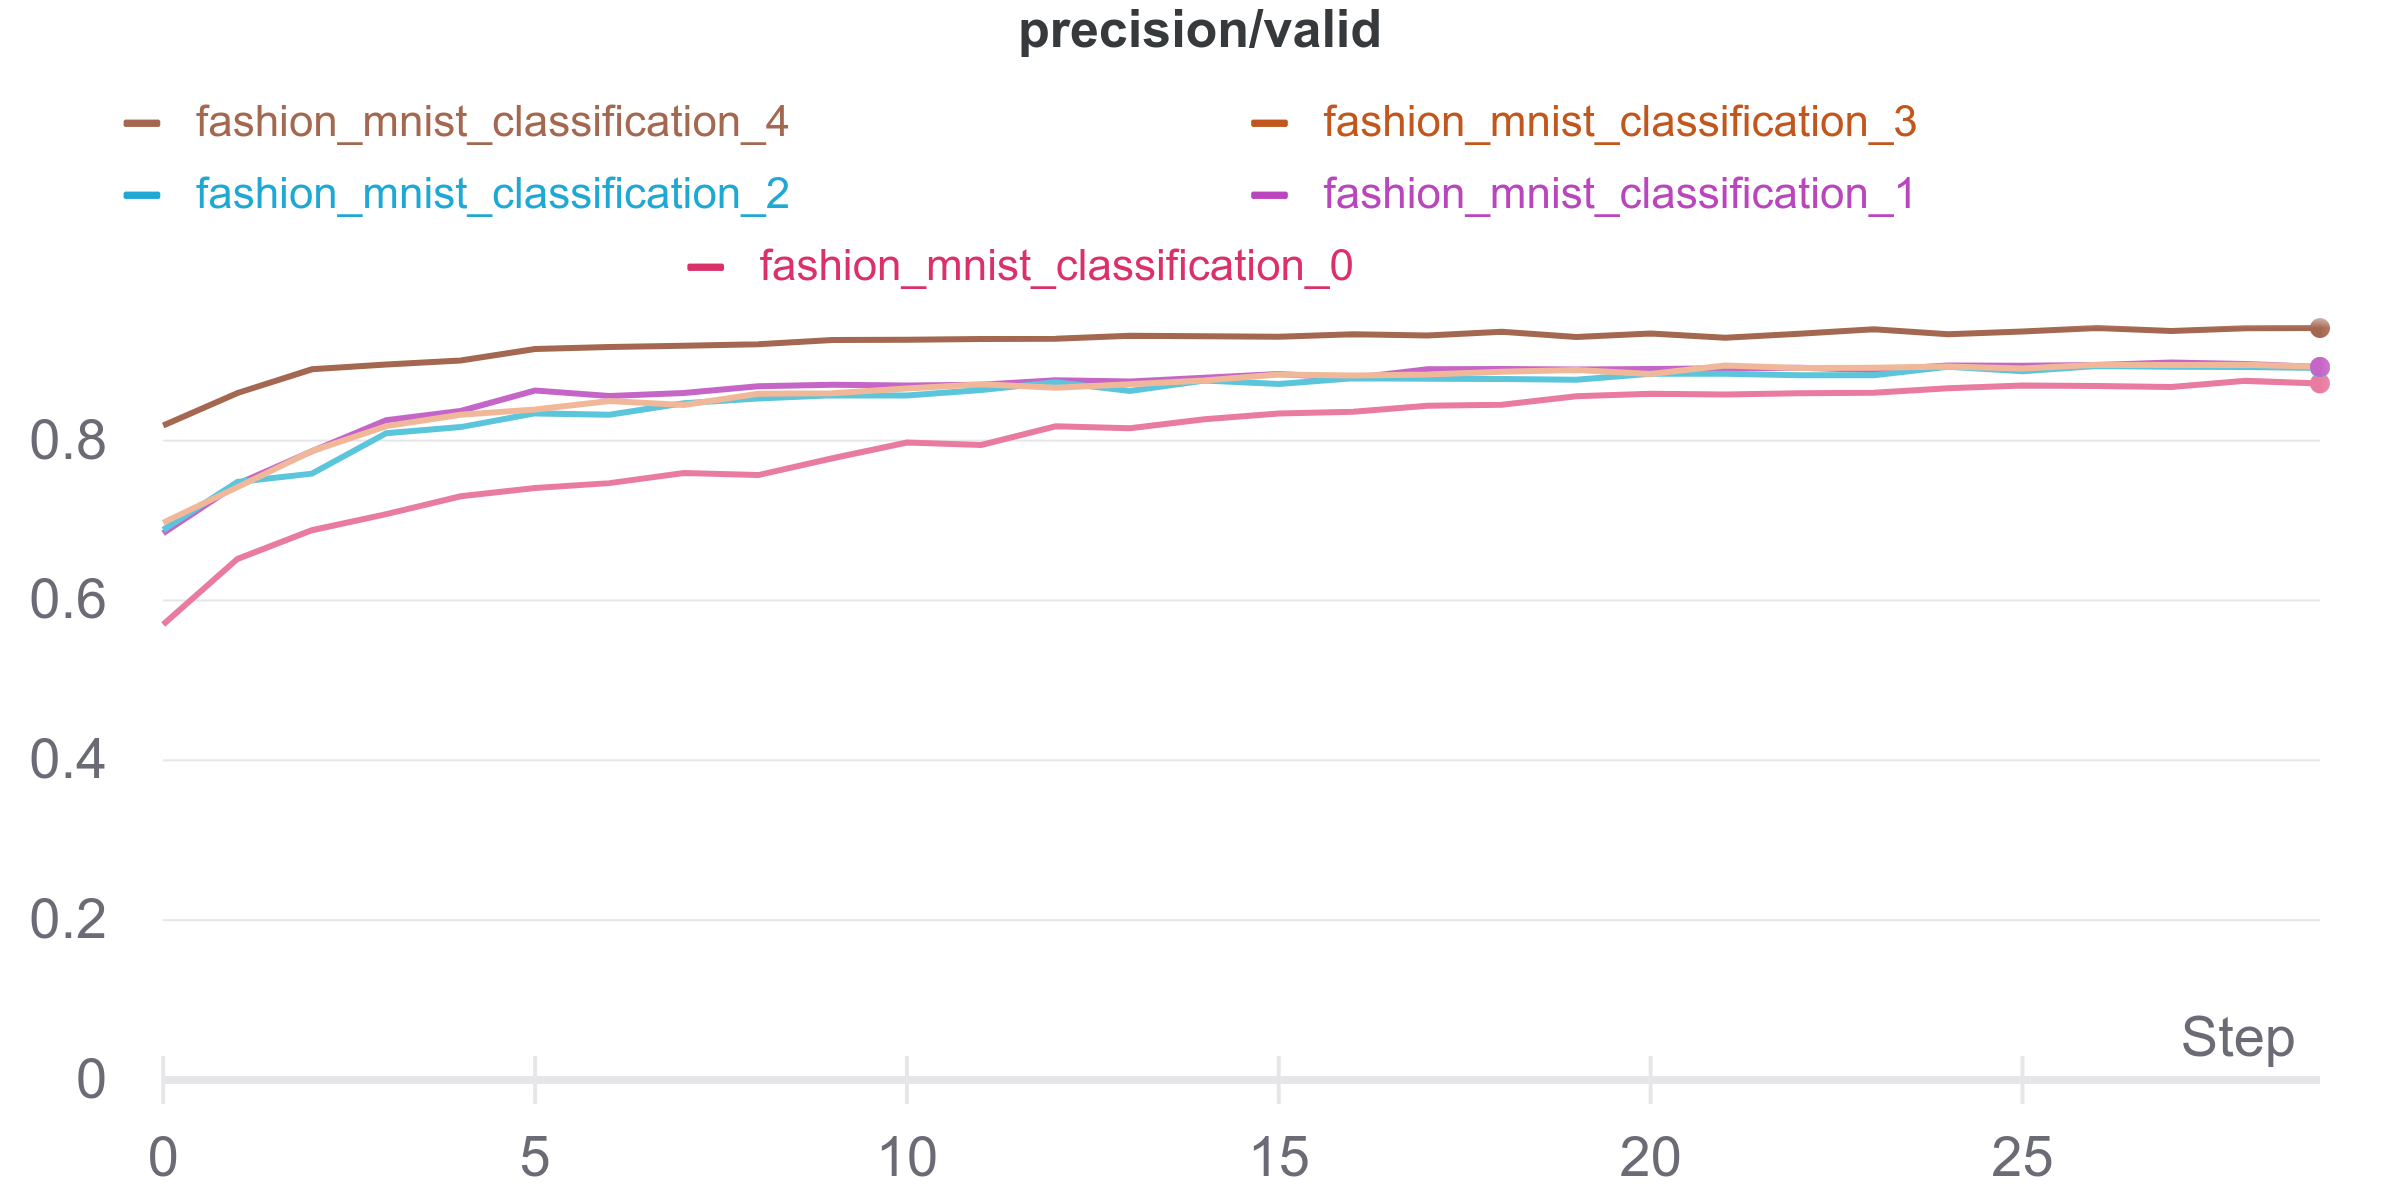 precision/valid
fashion_mnist_classification_4 fashion_mnist_classification_3
fashion_mnist_classification_2 fashion_mnist_classification_1
fashion_mnist_classification_0
0.8
0.6
0.4
0.2
Step
0
0 5 10 15 20 25